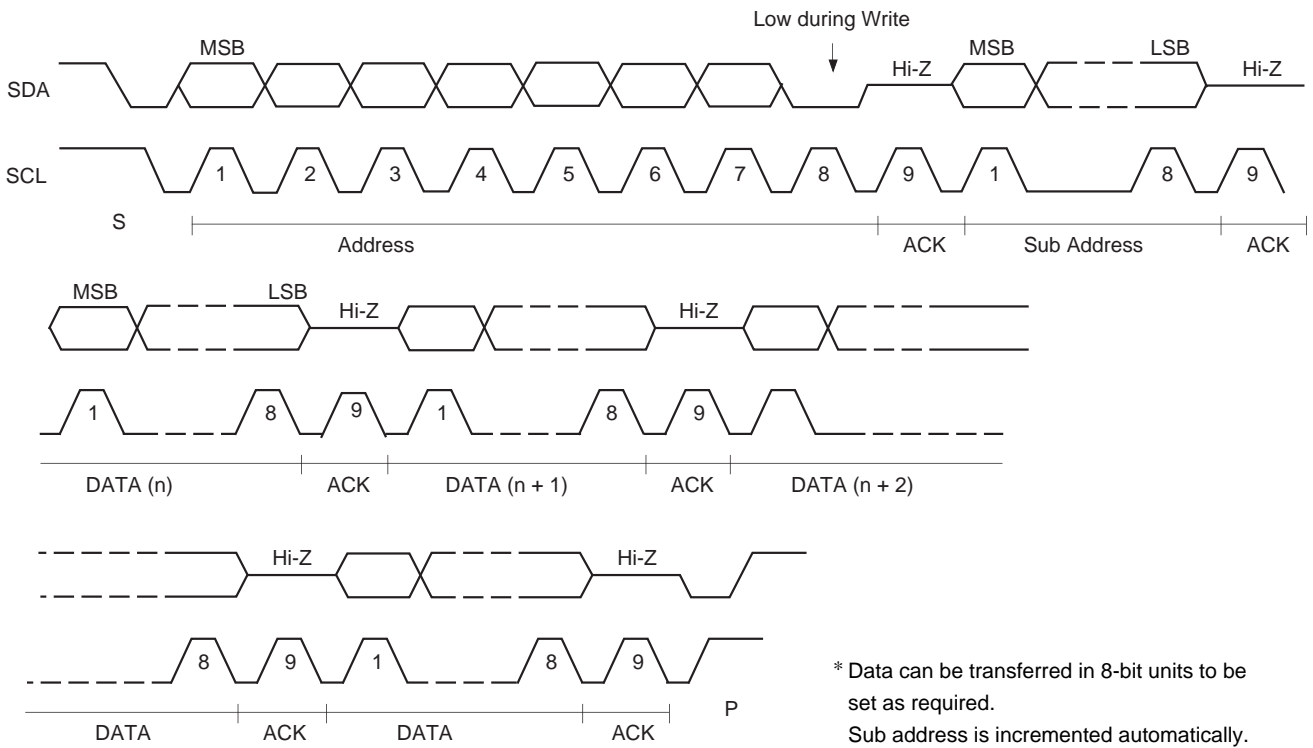 Low during Write
MSB MSB LSB
Hi-Z Hi-Z
SDA
SCL 1 2 3 4 5 6 7 8 9 1 8 9
S
Address ACK Sub Address ACK
MSB LSB
Hi-Z Hi-Z
1 8 9 1 8 9
DATA (n) ACK DATA (n + 1) ACK DATA (n + 2)
Hi-Z Hi-Z
8 9 1 8 9
P
DATA ACK DATA ACK
* Data can be transferred in 8-bit units to be
set as required.
Sub address is incremented automatically.